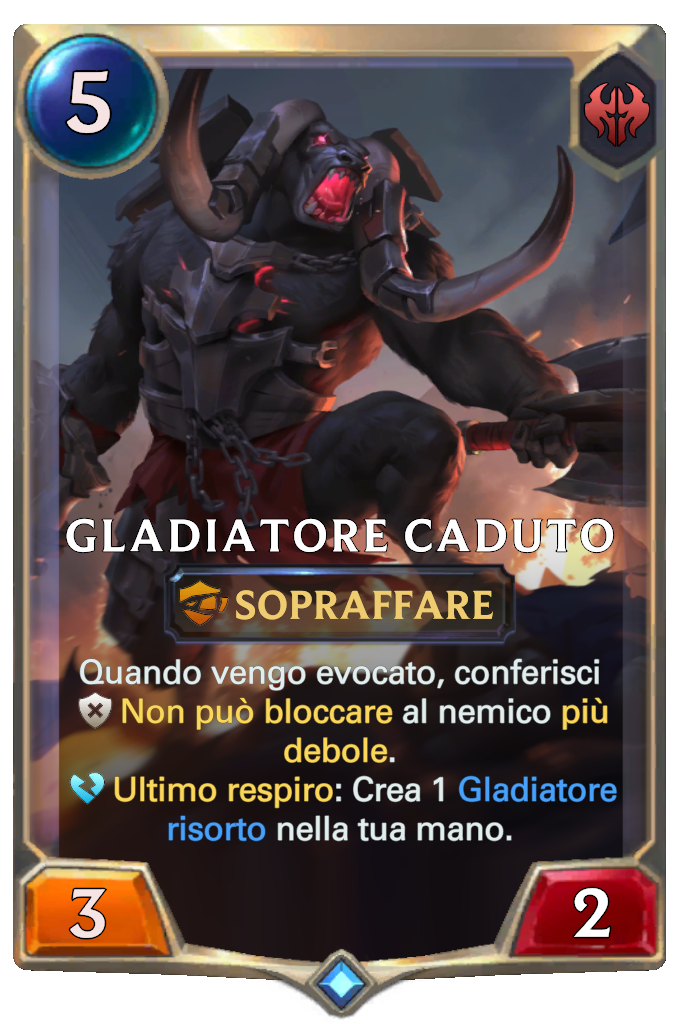 5
GLADIATORE CADUTO
SOPRAFFARE
Quando vengo evocato, conferisci
Non può bloccare al nemico più
debole.
Ultimo respiro: Crea 1 Gladiatore
risorto nella tua mano.
3
2